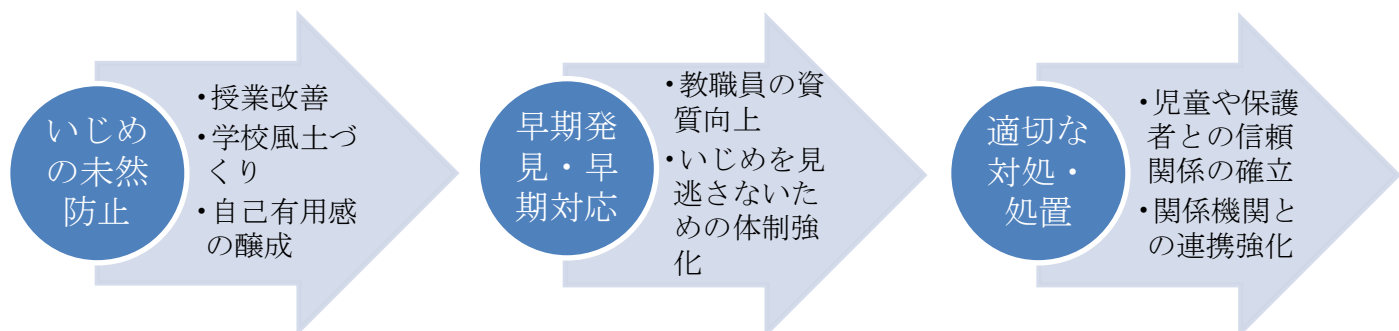 いじめ
の未然
防止
・授業改善
・学校風土づ
くり
・自己有用感
の醸成
早期発
見・早
期対応
・教職員の資
質向上
・いじめを見
逃さないた
めの体制強
化
適切な
対処・
処置
・児童や保護
者との信頼
関係の確立
・関係機関と
の連携強化